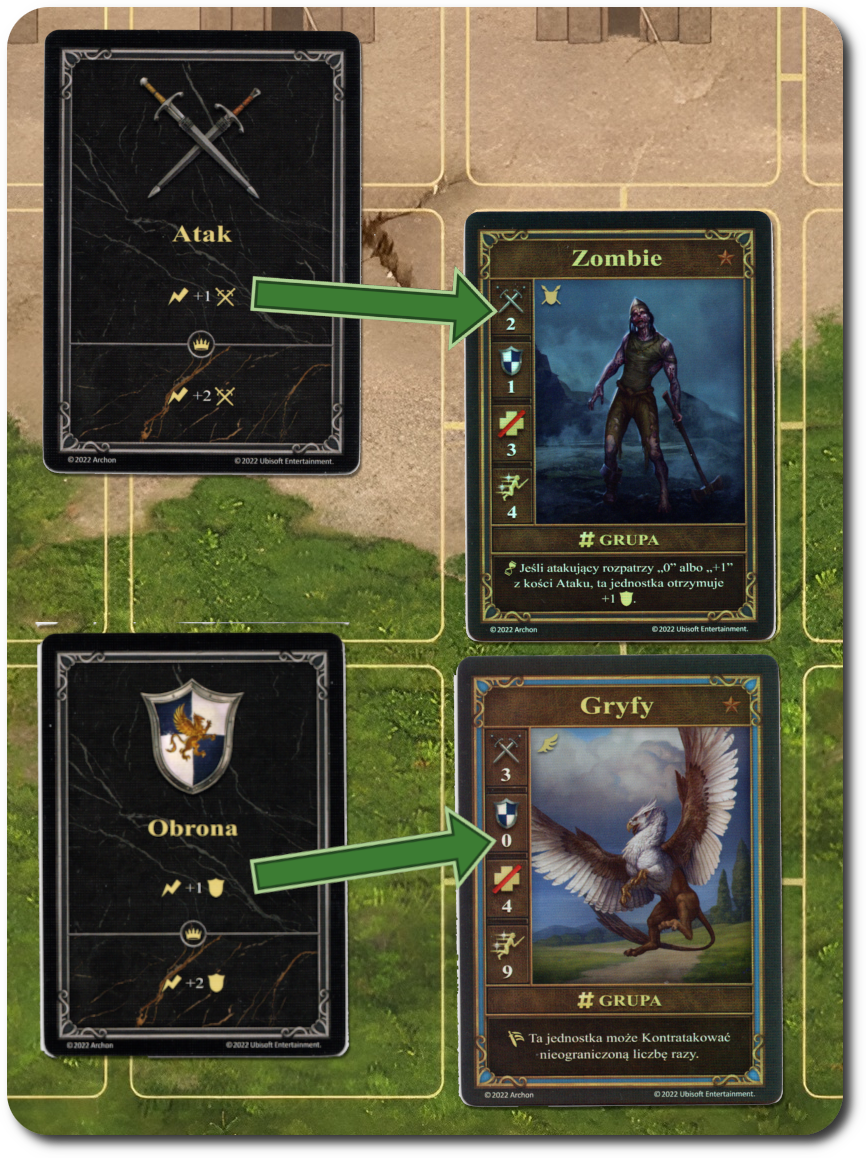 Atak
+1
+2
©2022 Archon ©2022 Ubisoft Entertainment.
Zombie
2
1
3
4
# GRUPA
Jeśli atakujący rozpatrzy „0” albo „+1”
z kości Ataku, ta jednostka otrzymuje
+1 .
©2022 Archon ©2022 Ubisoft Entertainment.
Obrona
+1
+2
©2022 Archon ©2022 Ubisoft Entertainment.
Gryfy
3
0
4
9
# GRUPA
Ta jednostka może Kontratakować
nieograniczoną liczbę razy.
©2022 Archon ©2022 Ubisoft Entertainment.